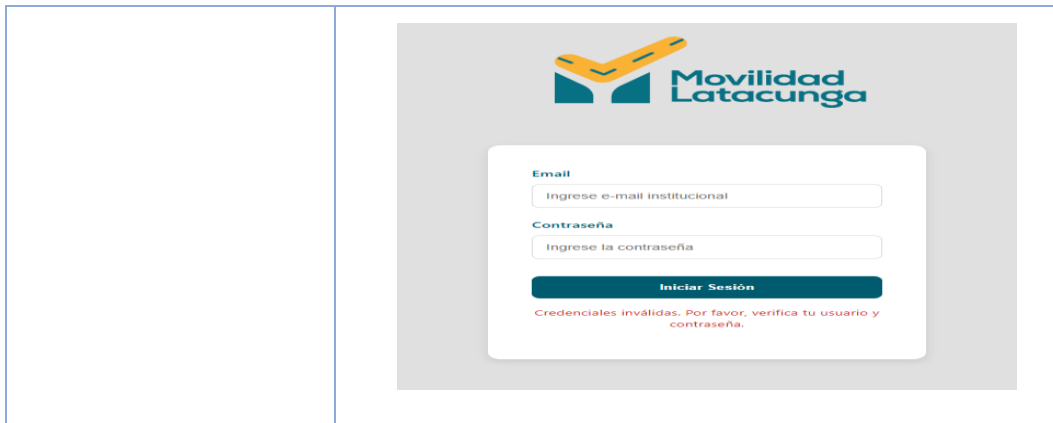 Movilidad
Latacunga
Email
Ingrese e-mail institucional
Contraseña
Ingrese la contraseña
Iniciar Sesión
Credenciales inválidas. Por favor, verifica tu usuario y
contraseña.